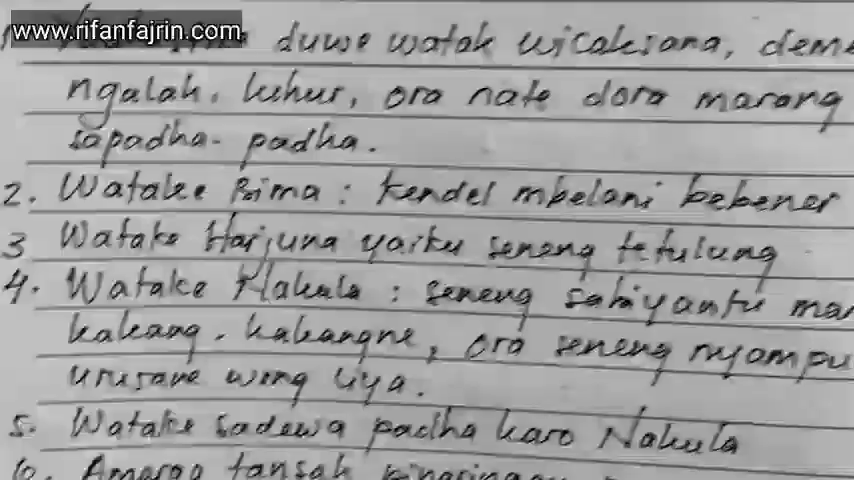 www.rifanfajrin.com
1. duwe watak wicaksana, deme
ngalah, luhur, ora nate doro marang
sapadha-padha.
2. Watake Bima : kendel mbelani bebener
3 Watake Harjuna yaiku seneng tetulung
4. Watake Nakula : seneng sabiyantu mar
kakang-kakangne, ora seneng nyampu
urusane wong liya.
5. Watake Sadewa padha karo Nakula
6. Amarga tansah